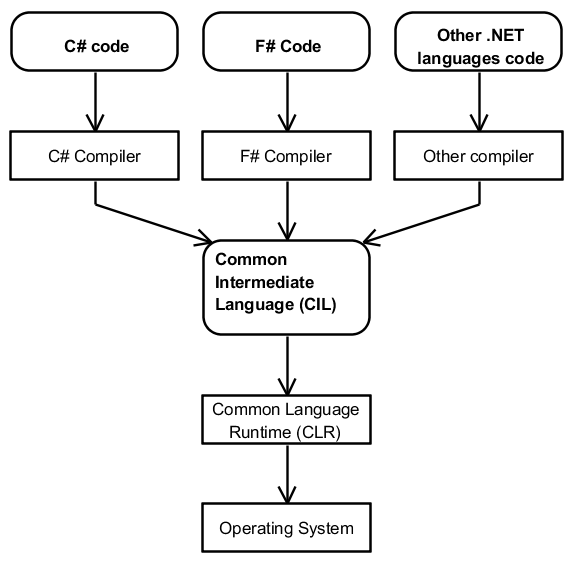 C# code
F# Code
Other .NET
languages code
C# Compiler
F# Compiler
Other compiler
Common
Intermediate
Language (CIL)
Common Language
Runtime (CLR)
Operating System